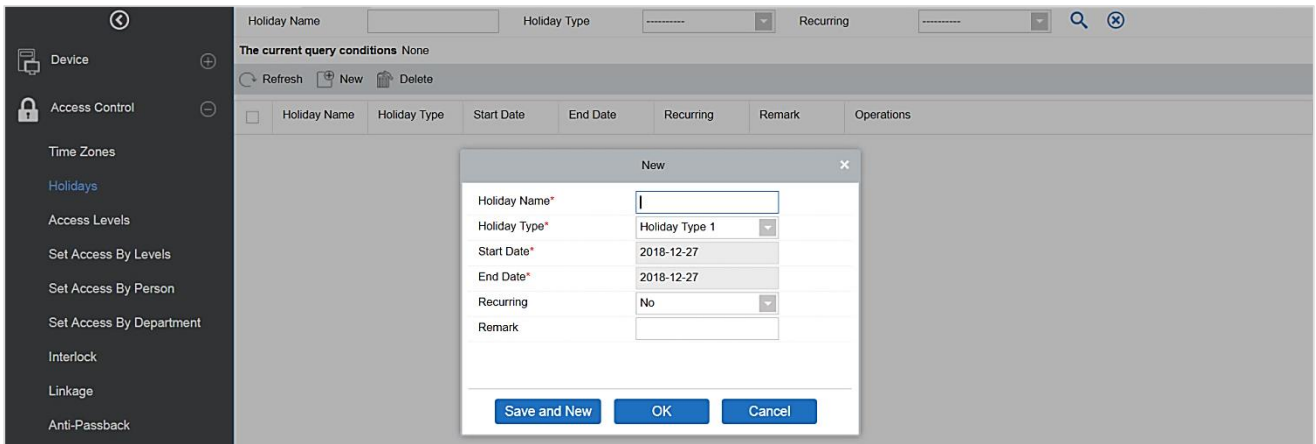 Holiday Name Holiday Type ---------- Recurring ----------
The current query conditions None
Refresh New Delete
Holiday Name Holiday Type Start Date End Date Recurring Remark Operations
Device
Access Control
Time Zones
Holidays
Access Levels
Set Access By Levels
Set Access By Person
Set Access By Department
Interlock
Linkage
Anti-Passback
New
Holiday Name*
Holiday Type* Holiday Type 1
Start Date* 2018-12-27
End Date* 2018-12-27
Recurring No
Remark
Save and New OK Cancel